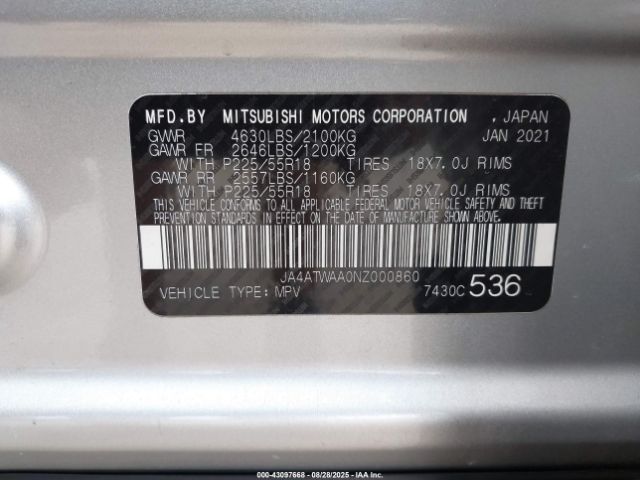 MFD.BY MITSUBISHI MOTORS CORPORATION , JAPAN
GVWR 4630LBS/2100KG JAN 2021
GAWR FR 2646LBS/1200KG
WITH P225/55R18 TIRES 18X7.0J RIMS
GAWR RR 2557LBS/1160KG
WITH P225/55R18 TIRES 18X7.0J RIMS
THIS VEHICLE CONFORMS TO ALL APPLICABLE FEDERAL MOTOR VEHICLE SAFETY AND THEFT
PREVENTION STANDARDS IN EFFECT ON THE DATE OF MANUFACTURE SHOWN ABOVE.
JA4ATWAA0NZ000860
VEHICLE TYPE: MPV 7430C 536
000-43097668 - 08/28/2025 - IAA Inc.